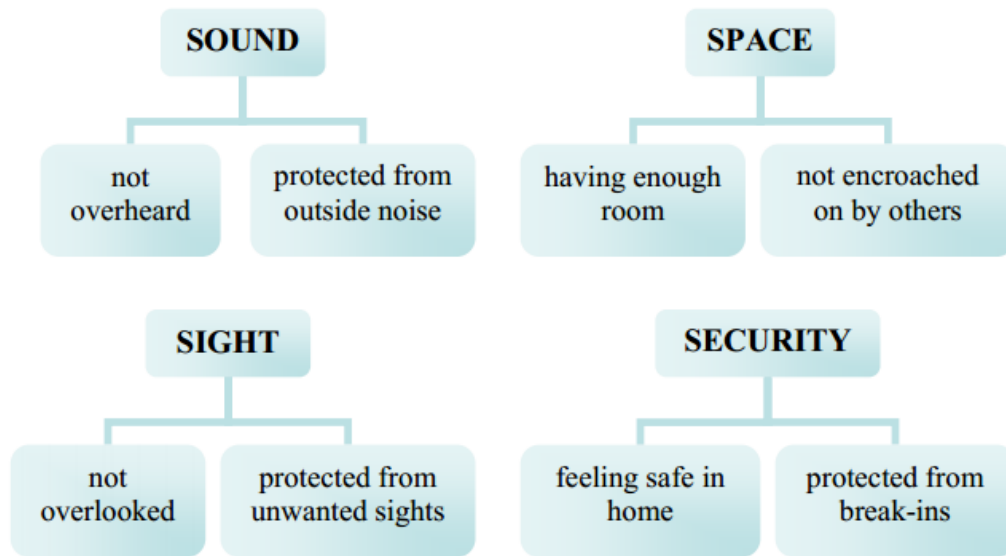 SOUND
not
overheard
protected from
outside noise
SPACE
having enough
room
not encroached
on by others
SIGHT
not
overlooked
protected from
unwanted sights
SECURITY
feeling safe in
home
protected from
break-ins